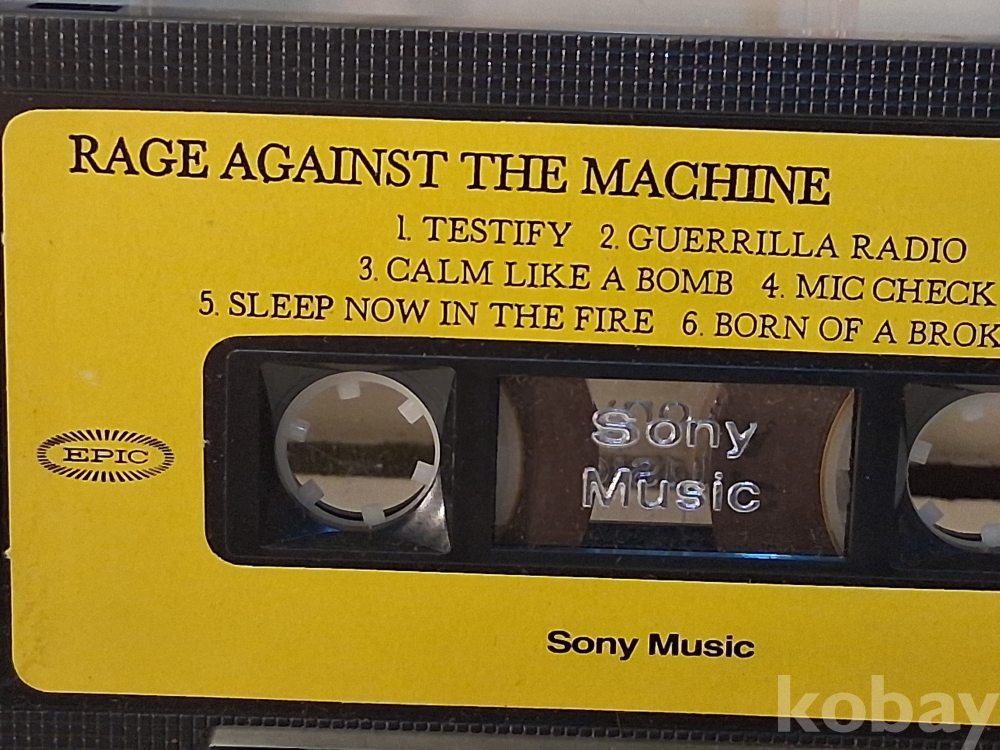 RAGE AGAINST THE MACHINE
1. TESTIFY 2. GUERRILLA RADIO
3. CALM LIKE A BOMB 4. MIC CHECK
5. SLEEP NOW IN THE FIRE 6. BORN OF A BROK
EPIC
Sony
Music
Sony Music
kobay